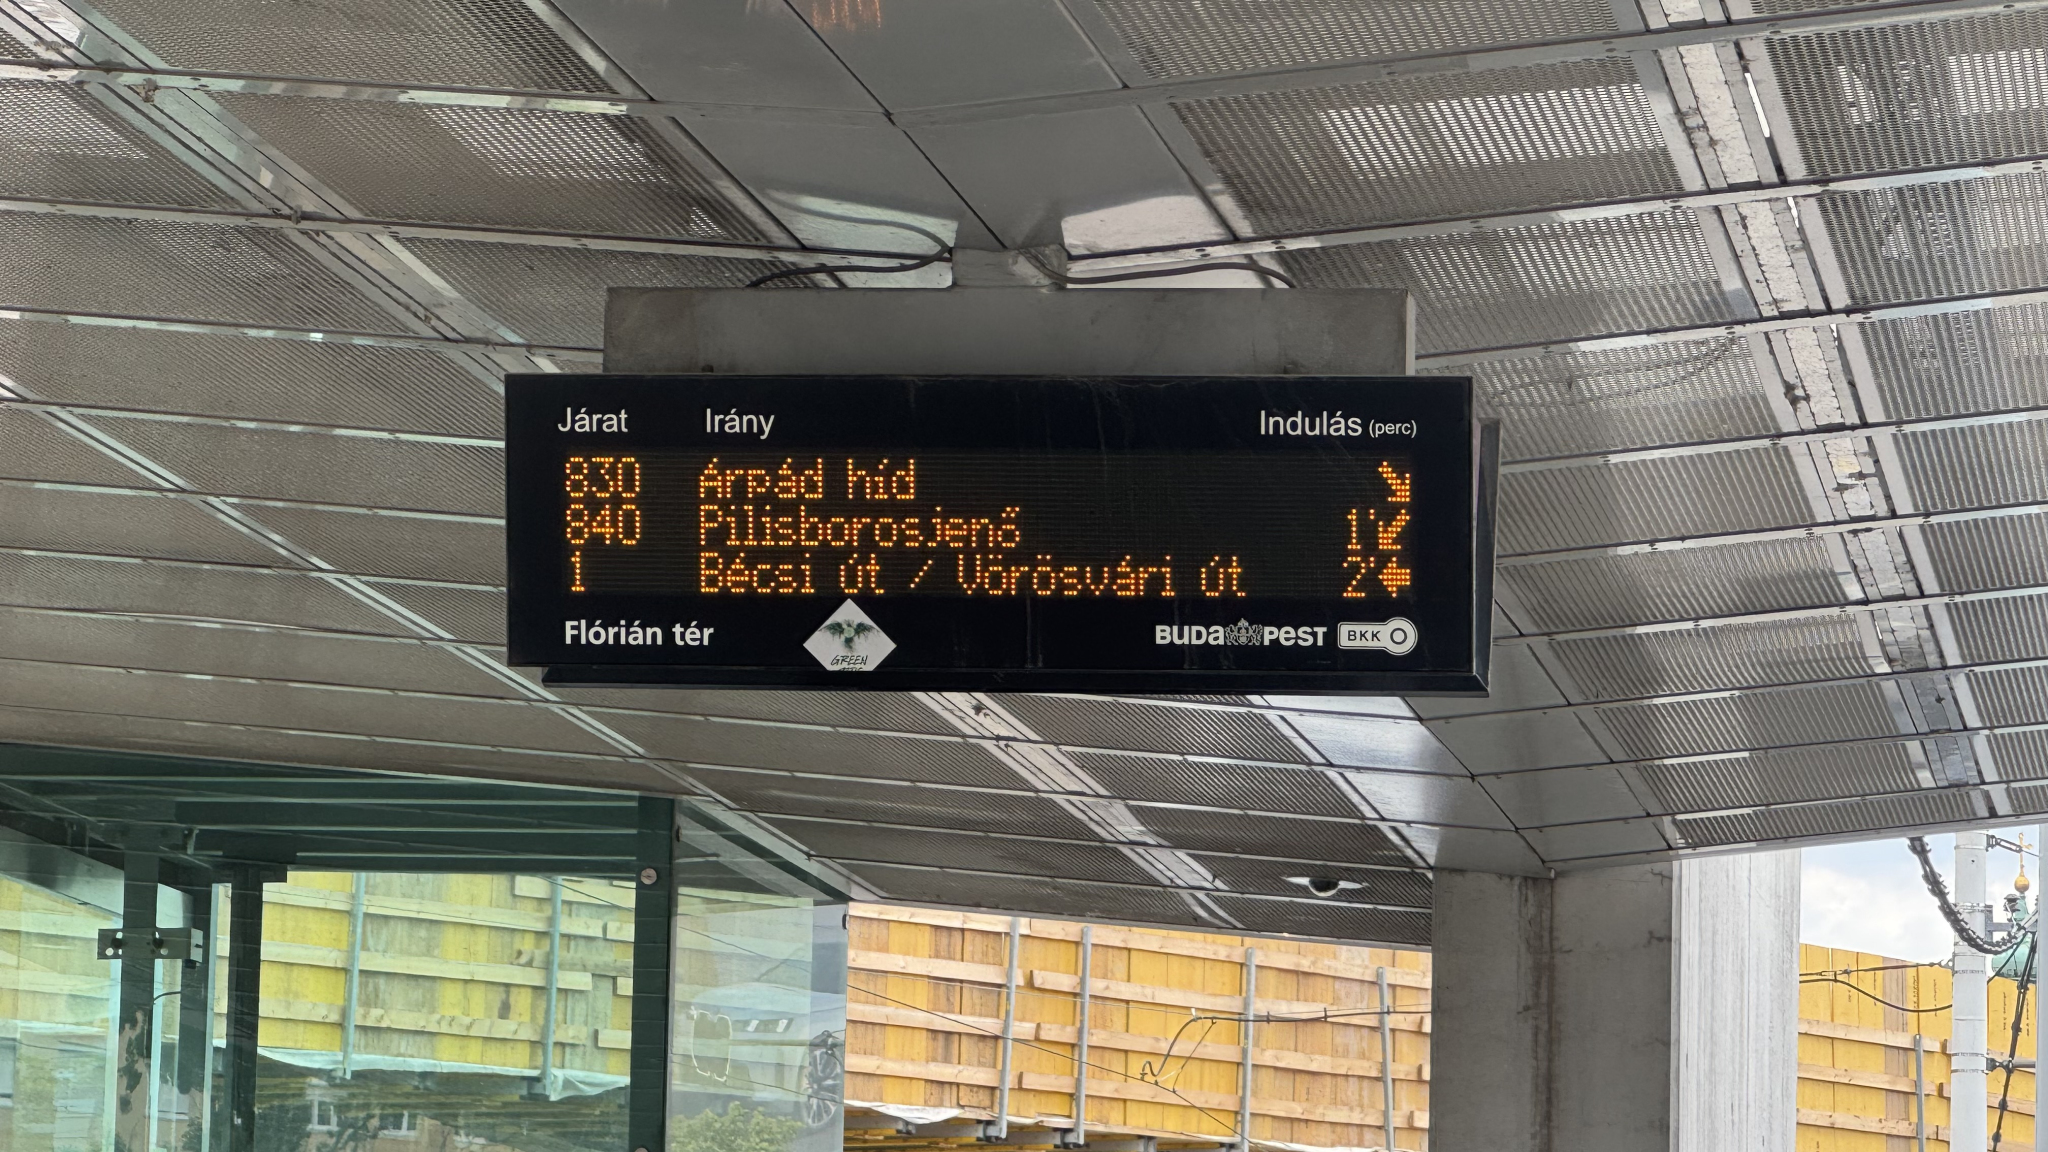 Járat Irány Indulás (perc)
830 Árpád híd
840 Pilisborosjenő 1'
1 Bécsi út / Vörösvári út 2'
Flórián tér GREEN BUDAPEST BKK